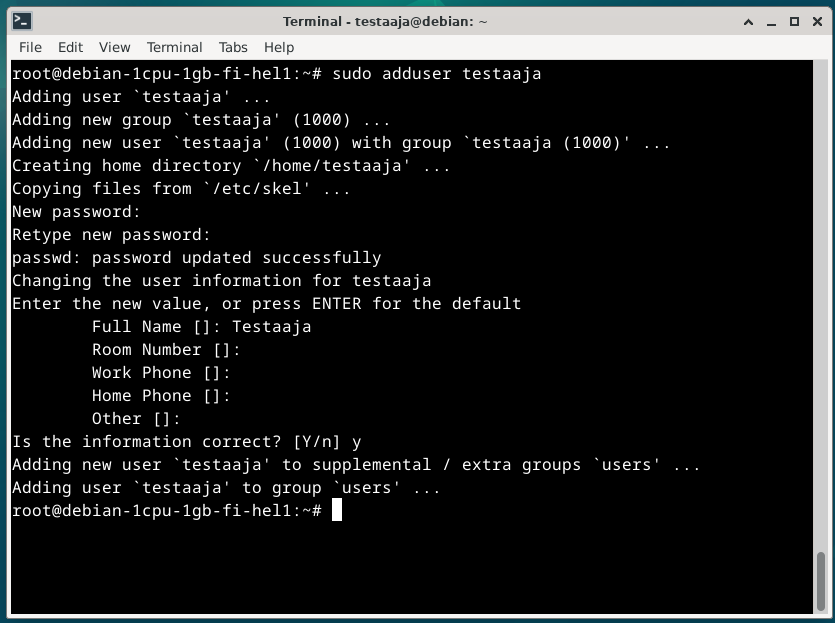 Terminal - testaaja@debian: ~
File Edit View Terminal Tabs Help
root@debian-1cpu-1gb-fi-hel1:~# sudo adduser testaaja
Adding user `testaaja' ...
Adding new group `testaaja' (1000) ...
Adding new user `testaaja' (1000) with group `testaaja (1000)' ...
Creating home directory `/home/testaaja' ...
Copying files from `/etc/skel' ...
New password:
Retype new password:
passwd: password updated successfully
Changing the user information for testaaja
Enter the new value, or press ENTER for the default
        Full Name []: Testaaja
        Room Number []:
        Work Phone []:
        Home Phone []:
        Other []:
Is the information correct? [Y/n] y
Adding new user `testaaja' to supplemental / extra groups `users' ...
Adding user `testaaja' to group `users' ...
root@debian-1cpu-1gb-fi-hel1:~#